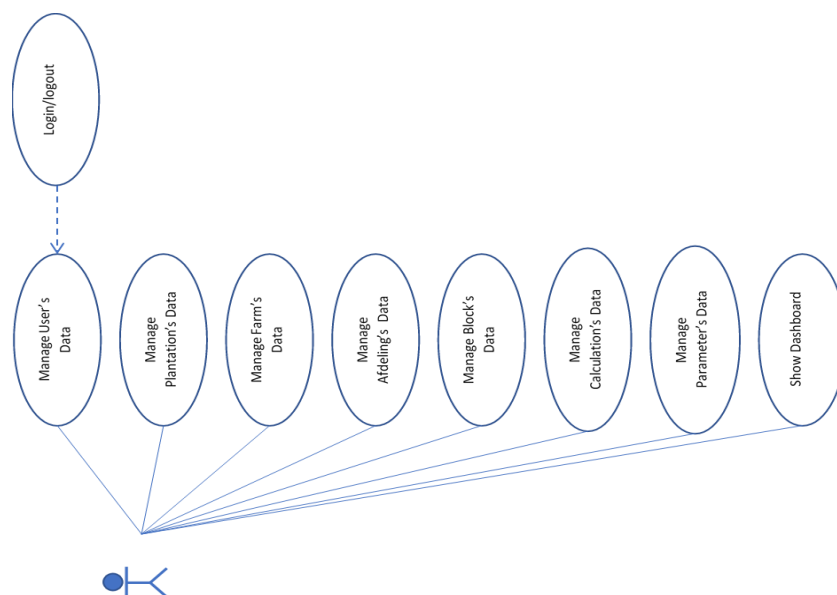 Login/logout
Manage User's
Data
Manage
Plantation's Data
Manage Farm's
Data
Manage
Afdeling's Data
Manage Block's
Data
Manage
Calculation's Data
Manage
Parameter's Data
Show Dashboard